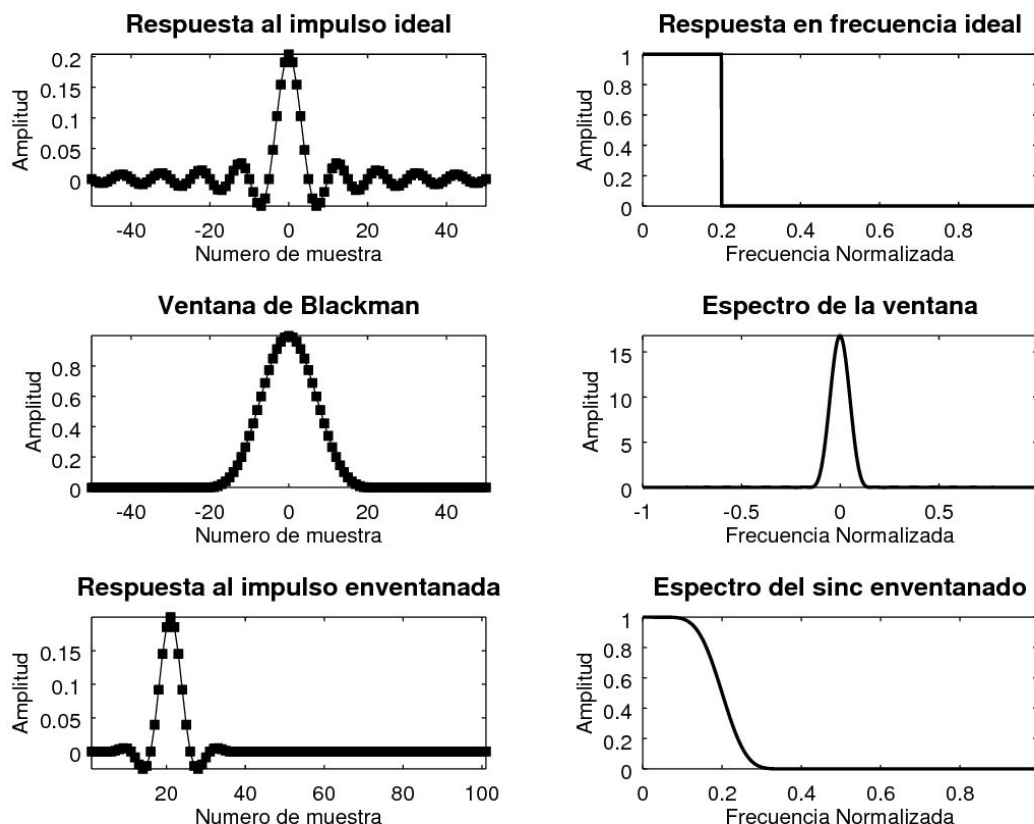 Respuesta al impulso ideal
0.2
0.15
0.1
0.05
0
Amplitud
-40 -20 0 20 40
Numero de muestra
Respuesta en frecuencia ideal
1
0.8
0.6
0.4
0.2
0
Amplitud
0 0.2 0.4 0.6 0.8
Frecuencia Normalizada
Ventana de Blackman
0.8
0.6
0.4
0.2
0
Amplitud
-40 -20 0 20 40
Numero de muestra
Espectro de la ventana
15
10
5
0
Amplitud
-1 -0.5 0 0.5
Frecuencia Normalizada
Respuesta al impulso enventanada
0.15
0.1
0.05
0
Amplitud
20 40 60 80 100
Numero de muestra
Espectro del sinc enventanado
1
0.8
0.6
0.4
0.2
0
Amplitud
0 0.2 0.4 0.6 0.8
Frecuencia Normalizada